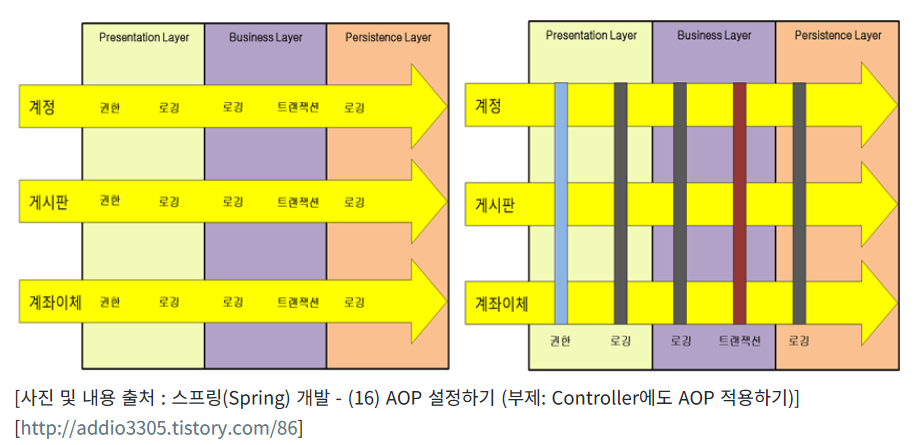 Presentation Layer Business Layer Persistence Layer
계정 권한 로깅 로깅 트랜잭션 로깅
게시판 권한 로깅 로깅 트랜잭션 로깅
계좌이체 권한 로깅 로깅 트랜잭션 로깅
Presentation Layer Business Layer Persistence Layer
계정
게시판
계좌이체
권한 로깅 로깅 트랜잭션 로깅
[사진 및 내용 출처 : 스프링(Spring) 개발 - (16) AOP 설정하기 (부제: Controller에도 AOP 적용하기)]
[http://addio3305.tistory.com/86]